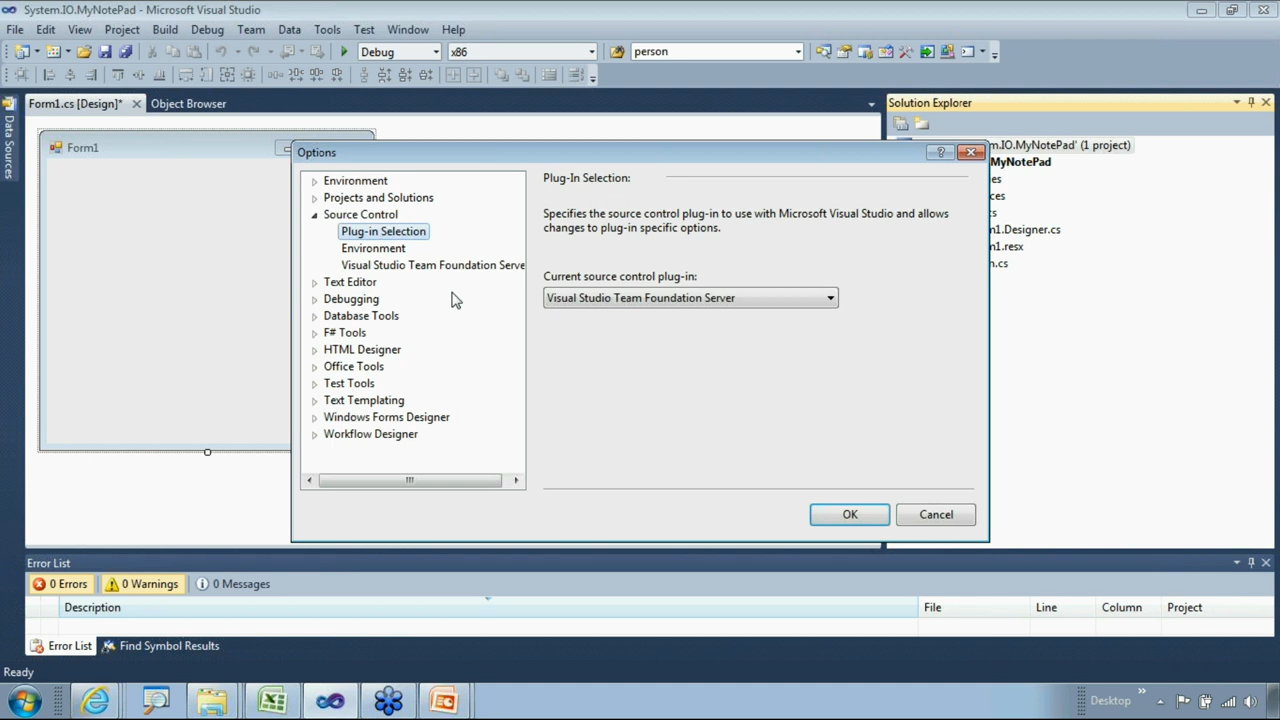 System.IO.MyNotePad - Microsoft Visual Studio
File Edit View Project Build Debug Team Data Tools Test Window Help
Debug x86 person
Form1.cs [Design]* Object Browser
Solution Explorer
Data Sources
Form1
Options
Environment
Projects and Solutions
Source Control
Plug-in Selection
Environment
Visual Studio Team Foundation Serve
Text Editor
Debugging
Database Tools
F# Tools
HTML Designer
Office Tools
Test Tools
Text Templating
Windows Forms Designer
Workflow Designer
Plug-In Selection:
Specifies the source control plug-in to use with Microsoft Visual Studio and allows
changes to plug-in specific options.
Current source control plug-in:
Visual Studio Team Foundation Server
OK Cancel
m.IO.MyNotePad' (1 project)
MyNotePad
es
ces
cs
m1.Designer.cs
m1.resx
m.cs
Error List
0 Errors 0 Warnings 0 Messages
Description File Line Column Project
Error List Find Symbol Results
Ready
Desktop